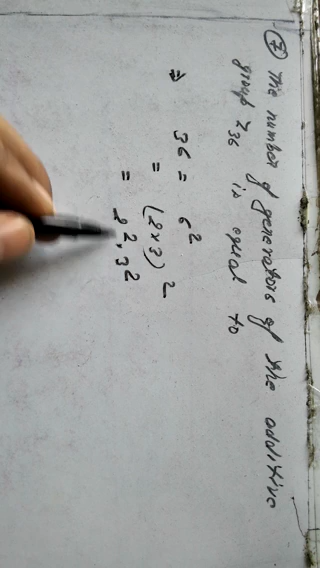 ⑦ The number of generators of the additive
group Z₃₆ is equal to
⇒ 36 = 6²
= (2×3)²
= 2², 3²